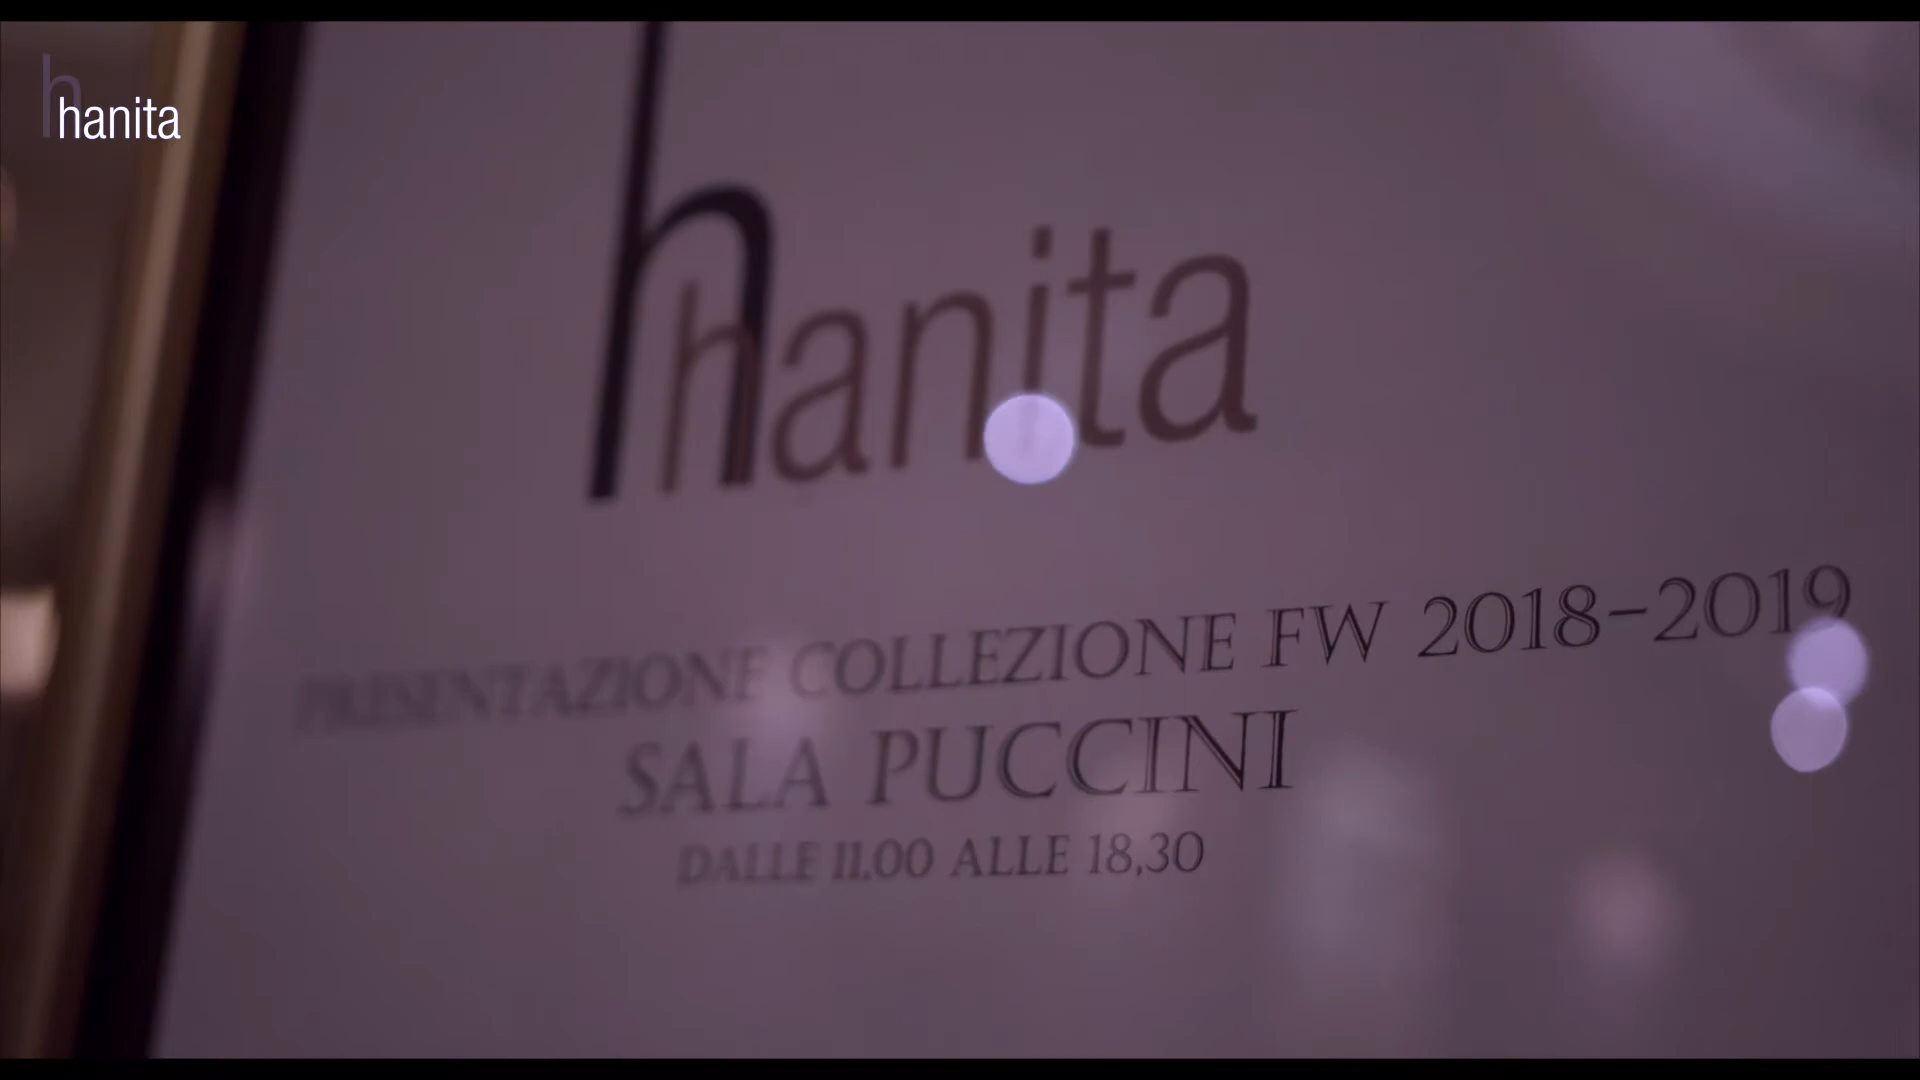 h
hanita
h
hanita
PRESENTAZIONE COLLEZIONE FW 2018-2019
SALA PUCCINI
DALLE 11.00 ALLE 18,30